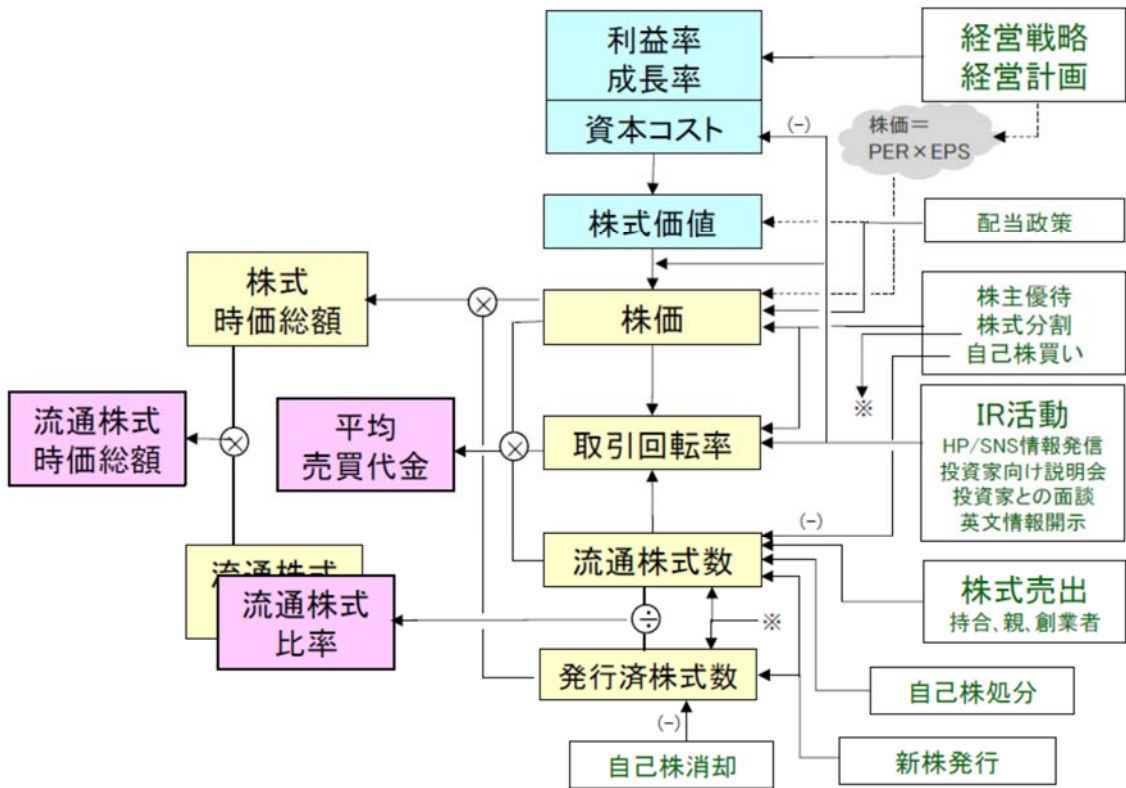 利益率
成長率
経営戦略
経営計画
資本コスト
(-)
株価＝
PER×EPS
株式価値
配当政策
株式
時価総額
×
株価
株主優待
株式分割
自己株買い
※
流通株式
時価総額
×
平均
売買代金
×
取引回転率
IR活動
HP/SNS情報発信
投資家向け説明会
投資家との面談
英文情報開示
(-)
流通株式数
流通株式
流通株式
比率
÷
※
株式売出
持合、親、創業者
発行済株式数
自己株処分
(-)
自己株消却
新株発行